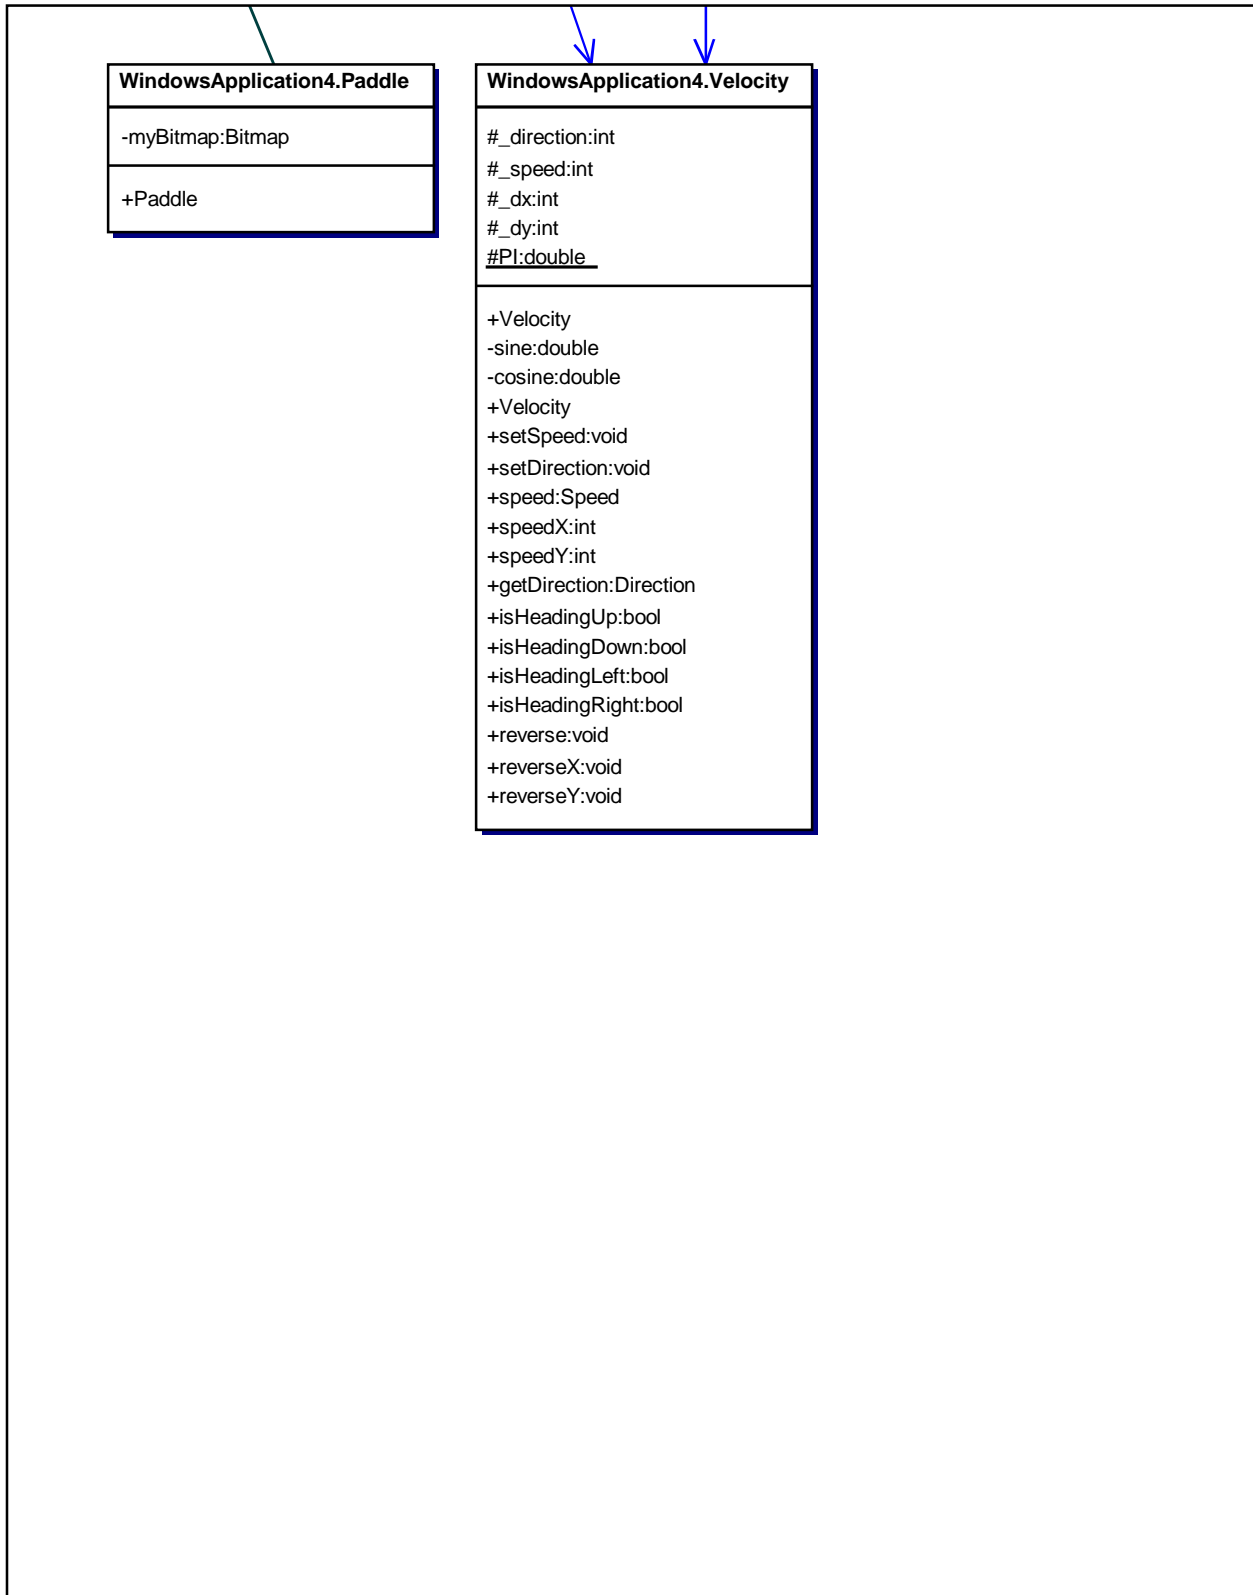 WindowsApplication4.Paddle
-myBitmap:Bitmap
+Paddle
WindowsApplication4.Velocity
#_direction:int
#_speed:int
#_dx:int
#_dy:int
#PI:double
+Velocity
-sine:double
-cosine:double
+Velocity
+setSpeed:void
+setDirection:void
+speed:Speed
+speedX:int
+speedY:int
+getDirection:Direction
+isHeadingUp:bool
+isHeadingDown:bool
+isHeadingLeft:bool
+isHeadingRight:bool
+reverse:void
+reverseX:void
+reverseY:void